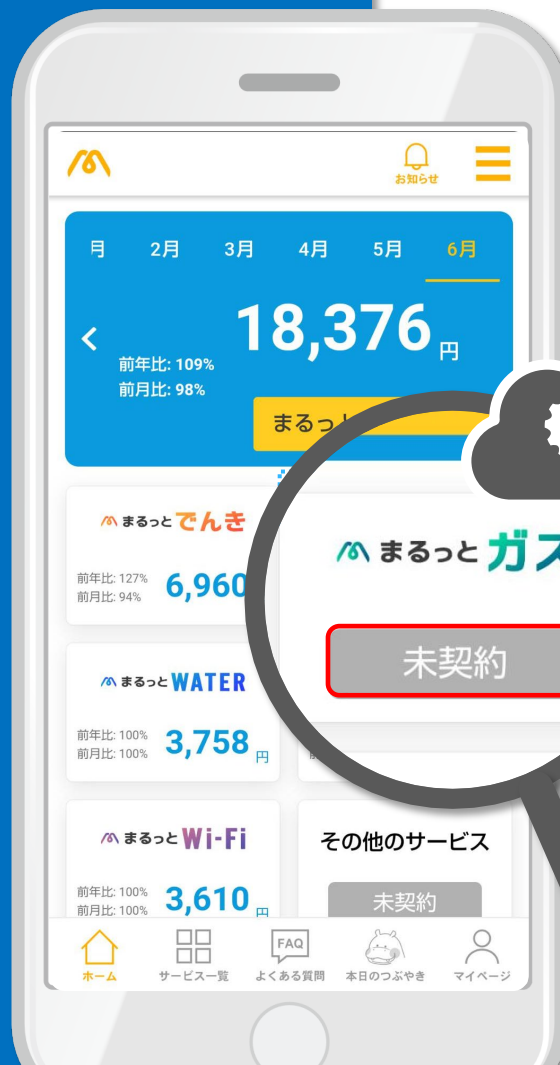 お知らせ
月 2月 3月 4月 5月 6月
18,376 円
前年比: 109%
前月比: 98%
まるっと
まるっと でんき
前年比: 127%
前月比: 94%
6,960
まるっと ガス
未契約
まるっと WATER
前年比: 100%
前月比: 100%
3,758 円
まるっと Wi-Fi
前年比: 100%
前月比: 100%
3,610 円
その他のサービス
未契約
ホーム
サービス一覧
FAQ
よくある質問
本日のつぶやき
マイページ